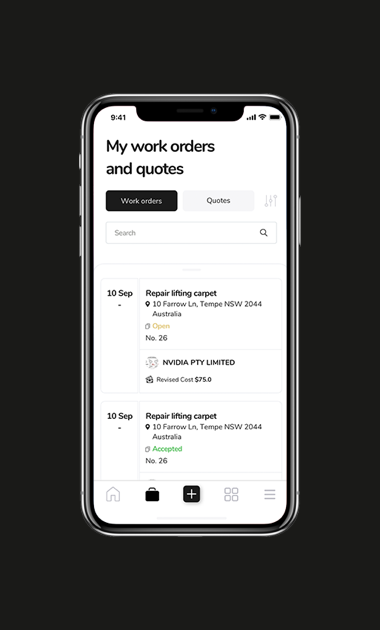 9:41
My work orders
and quotes
Work orders
Quotes
Search
10 Sep
-
Repair lifting carpet
10 Farrow Ln, Tempe NSW 2044
Australia
Open
No. 26
NVIDIA PTY LIMITED
Revised Cost $75.0
10 Sep
-
Repair lifting carpet
10 Farrow Ln, Tempe NSW 2044
Australia
Accepted
No. 26